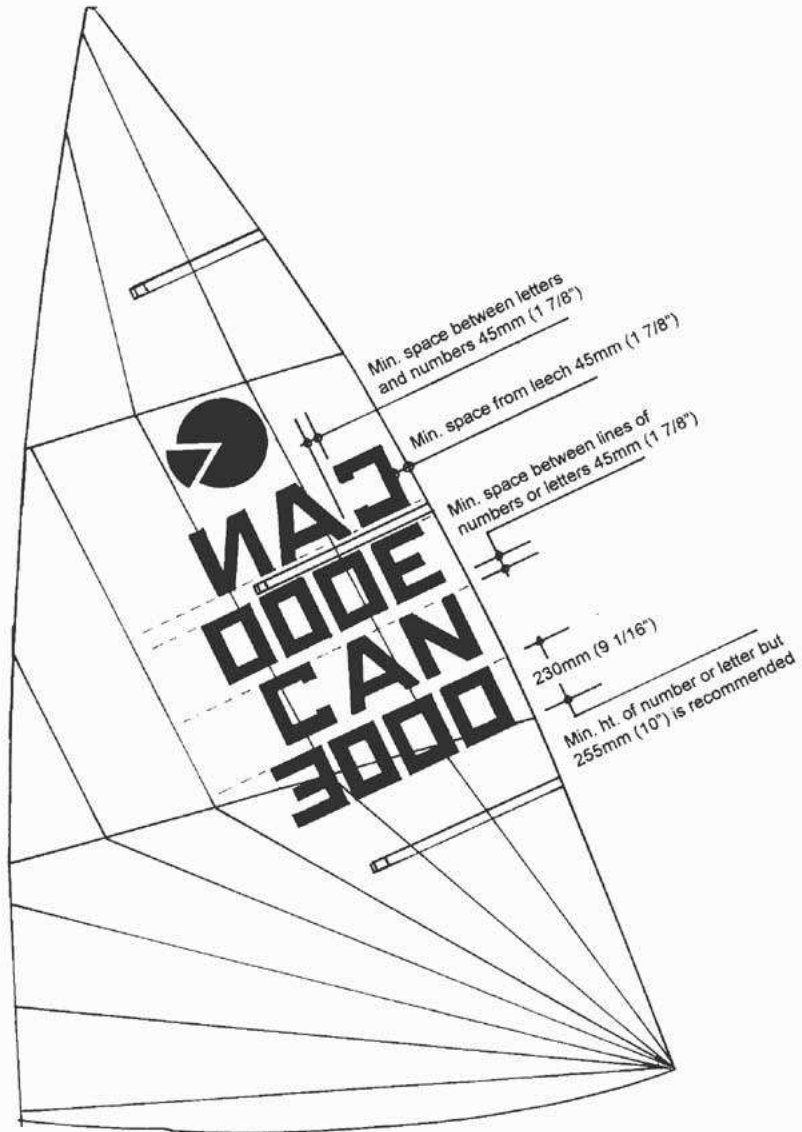 Min. space between letters
and numbers 45mm (1 7/8")
Min. space from leech 45mm (1 7/8")
Min. space between lines of
numbers or letters 45mm (1 7/8")
CAN
3000
CAN
3000
230mm (9 1/16")
Min. ht. of number or letter but
255mm (10") is recommended